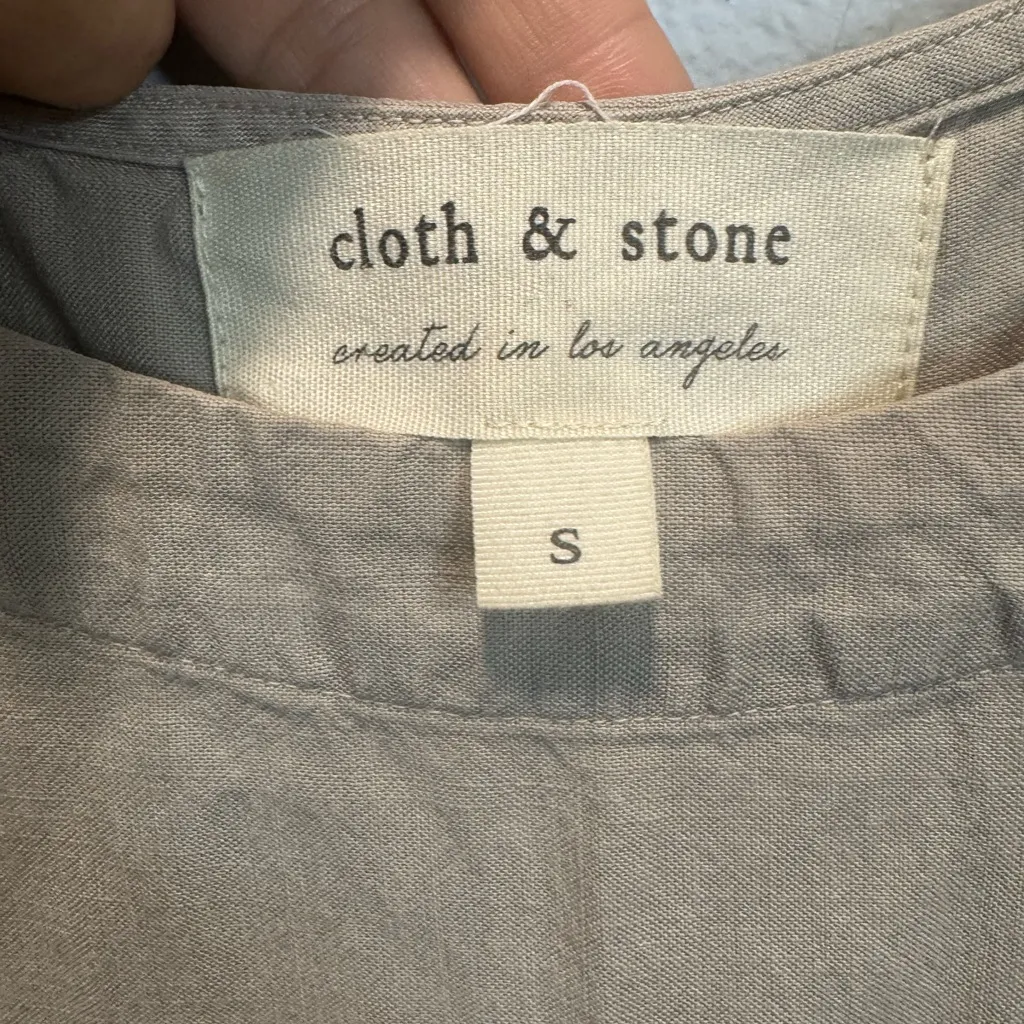 cloth & stone
created in los angeles
S